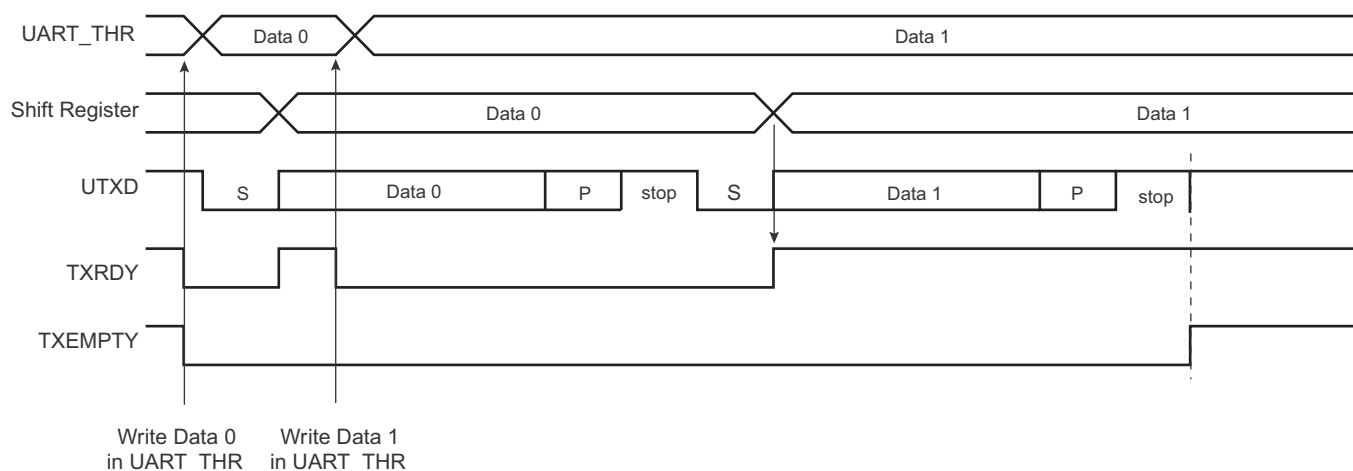 UART_THR
Data 0
Data 1
Shift Register
Data 0
Data 1
UTXD
S
Data 0
P
stop
S
Data 1
P
stop
TXRDY
TXEMPTY
Write Data 0
in UART_THR
Write Data 1
in UART_THR